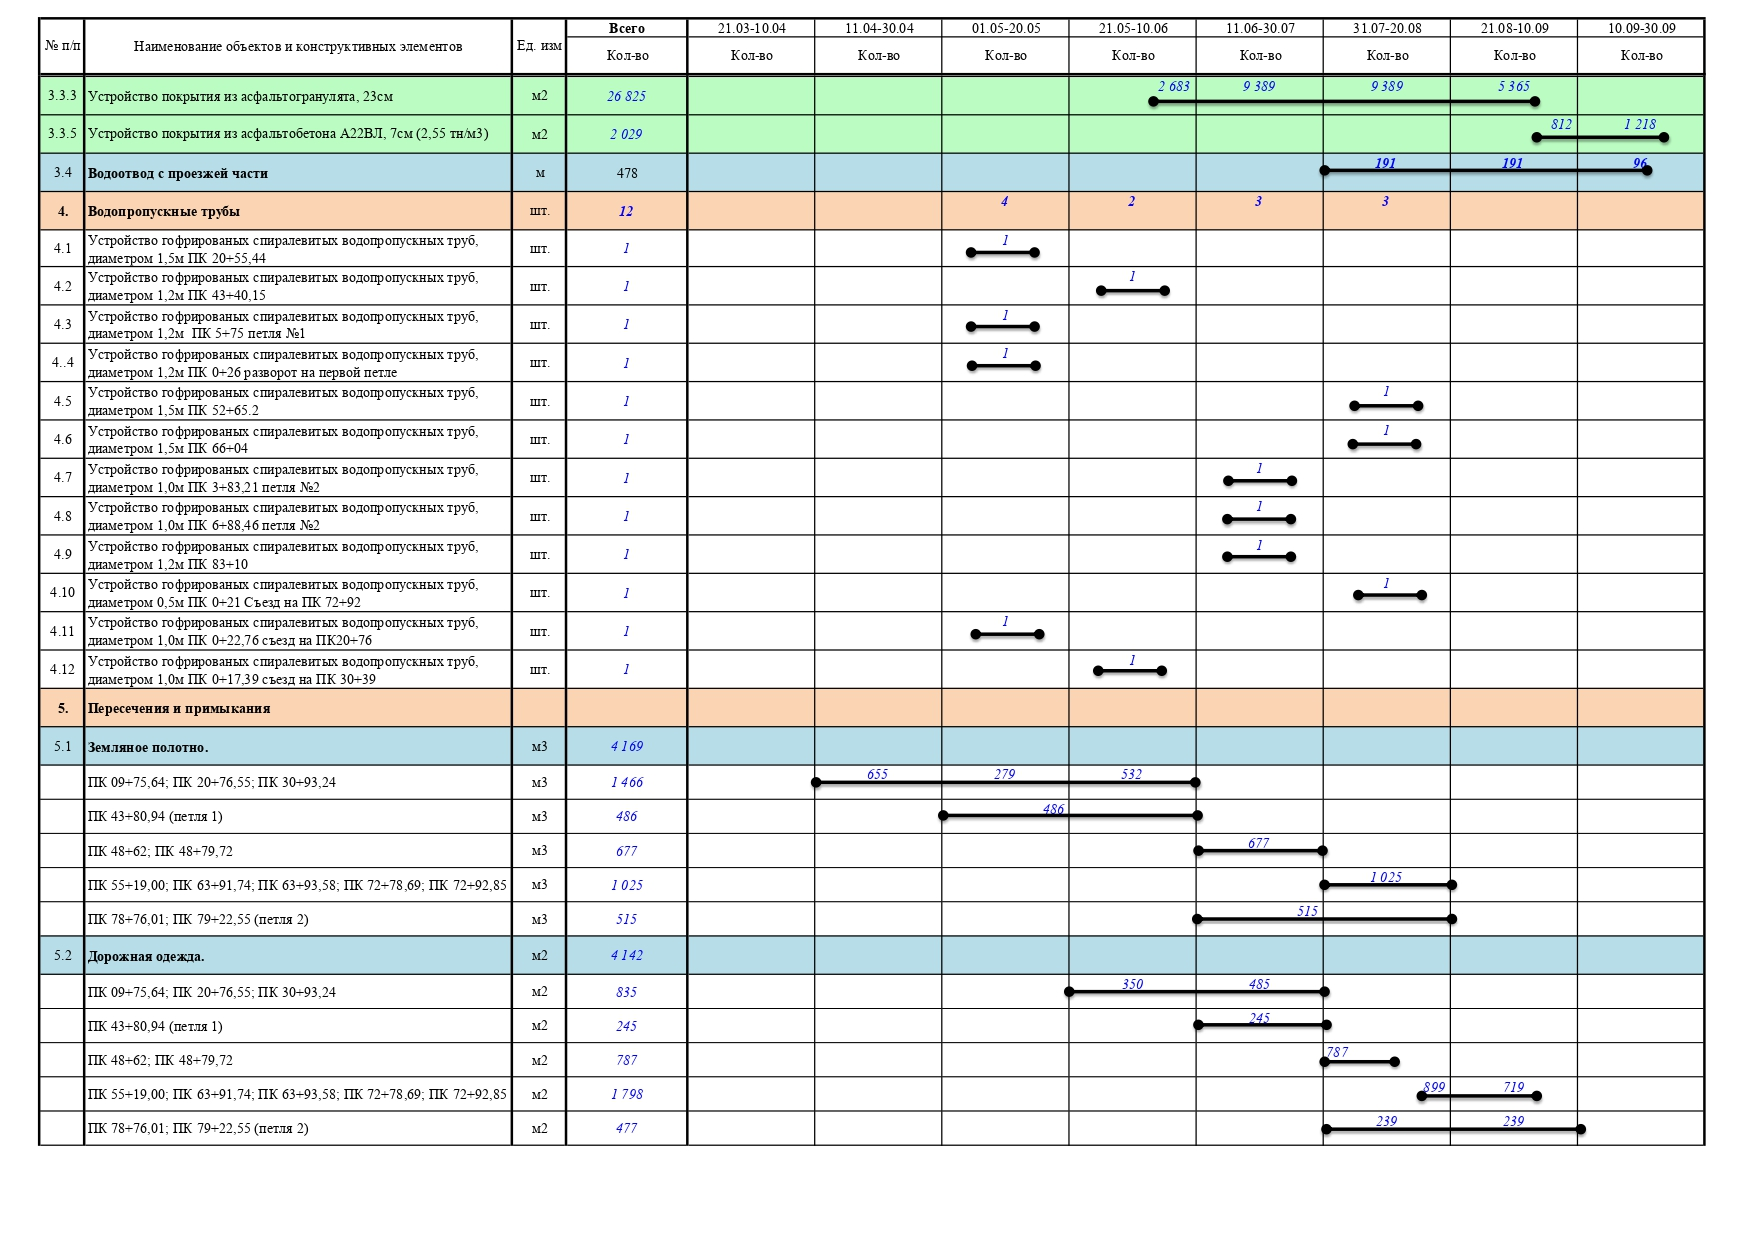 № п/п Наименование объектов и конструктивных элементов Ед. изм Всего 21.03-10.04 11.04-30.04 01.05-20.05 21.05-10.06 11.06-30.07 31.07-20.08 21.08-10.09 10.09-30.09
Кол-во Кол-во Кол-во Кол-во Кол-во Кол-во Кол-во Кол-во Кол-во
3.3.3 Устройство покрытия из асфальтогранулята, 23см м2 26 825 2 683 9 389 9 389 5 365
3.3.5 Устройство покрытия из асфальтобетона А22ВЛ, 7см (2,55 тн/м3) м2 2 029 812 1 218
3.4 Водоотвод с проезжей части м 478 191 191 96
4. Водопропускные трубы шт. 12 4 2 3 3
4.1 Устройство гофрированых спиралевитых водопропускных труб,
диаметром 1,5м ПК 20+55,44 шт. 1 1
4.2 Устройство гофрированых спиралевитых водопропускных труб,
диаметром 1,2м ПК 43+40,15 шт. 1 1
4.3 Устройство гофрированых спиралевитых водопропускных труб,
диаметром 1,2м  ПК 5+75 петля №1 шт. 1 1
4..4 Устройство гофрированых спиралевитых водопропускных труб,
диаметром 1,2м ПК 0+26 разворот на первой петле шт. 1 1
4.5 Устройство гофрированых спиралевитых водопропускных труб,
диаметром 1,5м ПК 52+65.2 шт. 1 1
4.6 Устройство гофрированых спиралевитых водопропускных труб,
диаметром 1,5м ПК 66+04 шт. 1 1
4.7 Устройство гофрированых спиралевитых водопропускных труб,
диаметром 1,0м ПК 3+83,21 петля №2 шт. 1 1
4.8 Устройство гофрированых спиралевитых водопропускных труб,
диаметром 1,0м ПК 6+88,46 петля №2 шт. 1 1
4.9 Устройство гофрированых спиралевитых водопропускных труб,
диаметром 1,2м ПК 83+10 шт. 1 1
4.10 Устройство гофрированых спиралевитых водопропускных труб,
диаметром 0,5м ПК 0+21 Съезд на ПК 72+92 шт. 1 1
4.11 Устройство гофрированых спиралевитых водопропускных труб,
диаметром 1,0м ПК 0+22,76 съезд на ПК20+76 шт. 1 1
4.12 Устройство гофрированых спиралевитых водопропускных труб,
диаметром 1,0м ПК 0+17,39 съезд на ПК 30+39 шт. 1 1
5. Пересечения и примыкания
5.1 Земляное полотно. м3 4 169
ПК 09+75,64; ПК 20+76,55; ПК 30+93,24 м3 1 466 655 279 532
ПК 43+80,94 (петля 1) м3 486 486
ПК 48+62; ПК 48+79,72 м3 677 677
ПК 55+19,00; ПК 63+91,74; ПК 63+93,58; ПК 72+78,69; ПК 72+92,85 м3 1 025 1 025
ПК 78+76,01; ПК 79+22,55 (петля 2) м3 515 515
5.2 Дорожная одежда. м2 4 142
ПК 09+75,64; ПК 20+76,55; ПК 30+93,24 м2 835 350 485
ПК 43+80,94 (петля 1) м2 245 245
ПК 48+62; ПК 48+79,72 м2 787 787
ПК 55+19,00; ПК 63+91,74; ПК 63+93,58; ПК 72+78,69; ПК 72+92,85 м2 1 798 899 719
ПК 78+76,01; ПК 79+22,55 (петля 2) м2 477 239 239